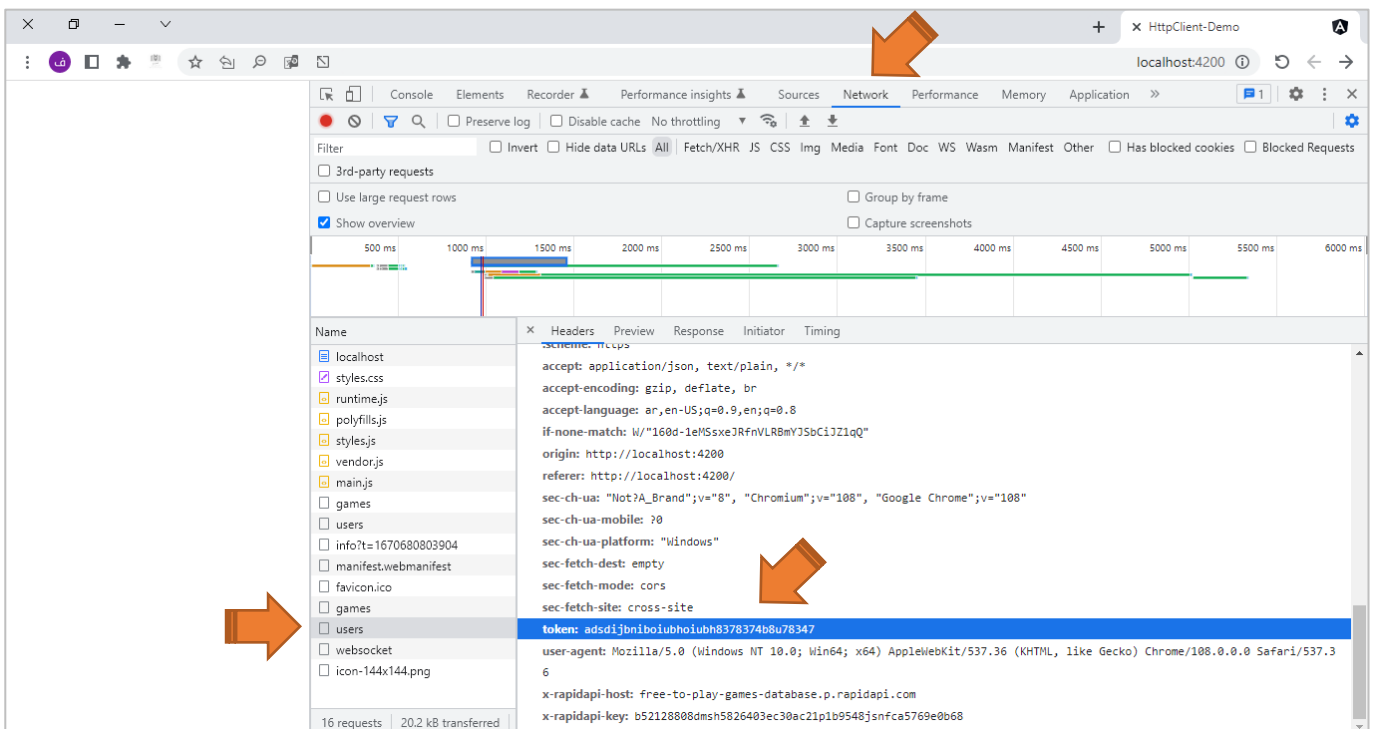 HttpClient-Demo
ف
localhost:4200
Console Elements Recorder Performance insights Sources Network Performance Memory Application » 1
Preserve log Disable cache No throttling
Filter Invert Hide data URLs All Fetch/XHR JS CSS Img Media Font Doc WS Wasm Manifest Other Has blocked cookies Blocked Requests
3rd-party requests
Use large request rows Group by frame
Show overview Capture screenshots
500 ms 1000 ms 1500 ms 2000 ms 2500 ms 3000 ms 3500 ms 4000 ms 4500 ms 5000 ms 5500 ms 6000 ms
Name
localhost
styles.css
runtime.js
polyfills.js
styles.js
vendor.js
main.js
games
users
info?t=1670680803904
manifest.webmanifest
favicon.ico
games
users
websocket
icon-144x144.png
16 requests 20.2 kB transferred
Headers Preview Response Initiator Timing
:scheme: https
accept: application/json, text/plain, */*
accept-encoding: gzip, deflate, br
accept-language: ar,en-US;q=0.9,en;q=0.8
if-none-match: W/"160d-1eMSsxeJRfnVLRBmYJSbCiJZ1qQ"
origin: http://localhost:4200
referer: http://localhost:4200/
sec-ch-ua: "Not?A_Brand";v="8", "Chromium";v="108", "Google Chrome";v="108"
sec-ch-ua-mobile: ?0
sec-ch-ua-platform: "Windows"
sec-fetch-dest: empty
sec-fetch-mode: cors
sec-fetch-site: cross-site
token: adsdijbniboiubhoiubh8378374b8u78347
user-agent: Mozilla/5.0 (Windows NT 10.0; Win64; x64) AppleWebKit/537.36 (KHTML, like Gecko) Chrome/108.0.0.0 Safari/537.3
6
x-rapidapi-host: free-to-play-games-database.p.rapidapi.com
x-rapidapi-key: b52128808dmsh5826403ec30ac21p1b9548jsnfca5769e0b68